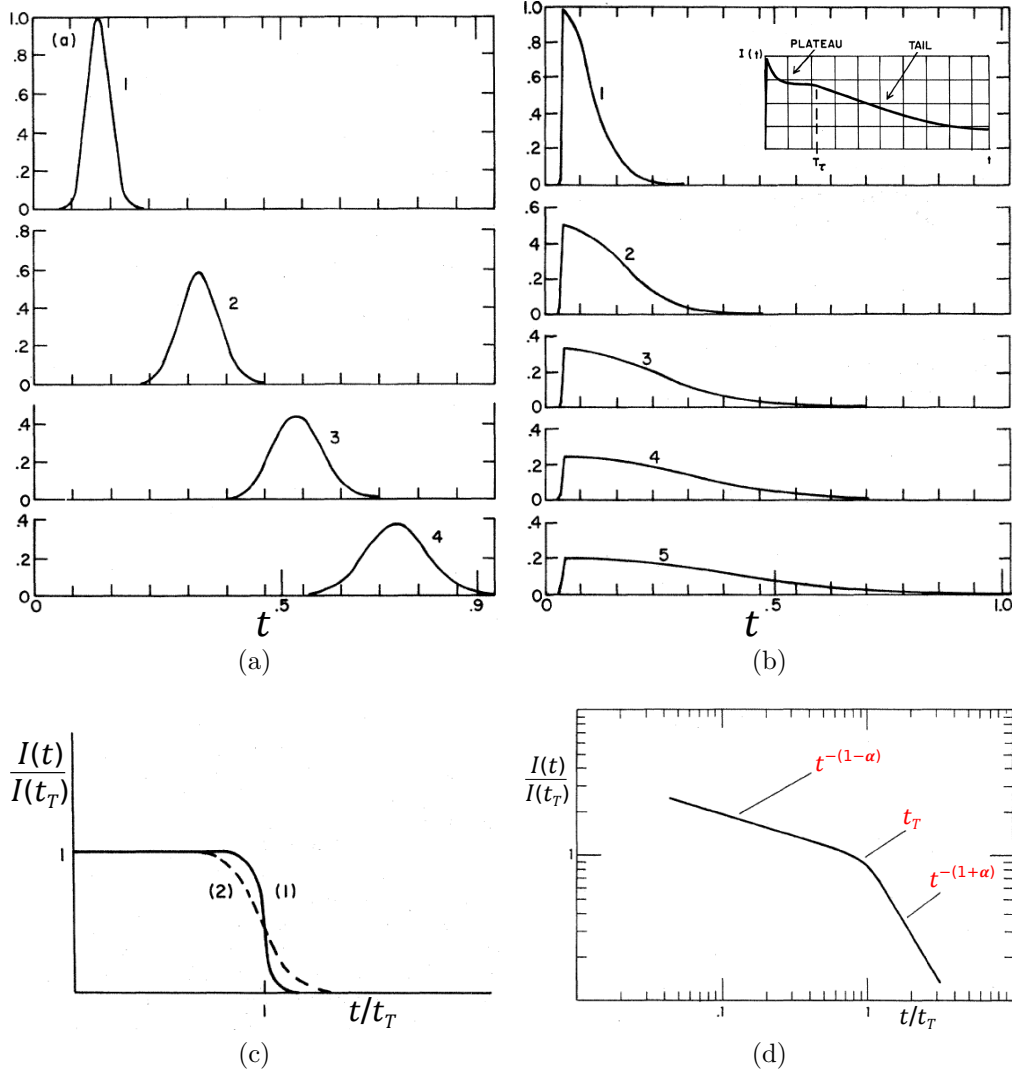 1.0
(a)
.8
1
.6
.4
.2
0
.8
.6
2
.4
.2
0
3
.4
.2
0
.4
4
.2
0
0 .5 .9
t
(a)
1.0
I(t) PLATEAU TAIL
.8
1
.6
.4
Tτ t
.2
0
.6
2
.4
.2
0
.4
3
.2
0
.4
4
.2
0
.4
5
.2
0
0 .5 1.0
t
(b)
I(t)
I(t_T)
1
(2) (1)
1 t/t_T
(c)
t^-(1-α)
I(t)
I(t_T)
t_T
1
t^-(1+α)
.1 1 t/t_T
(d)